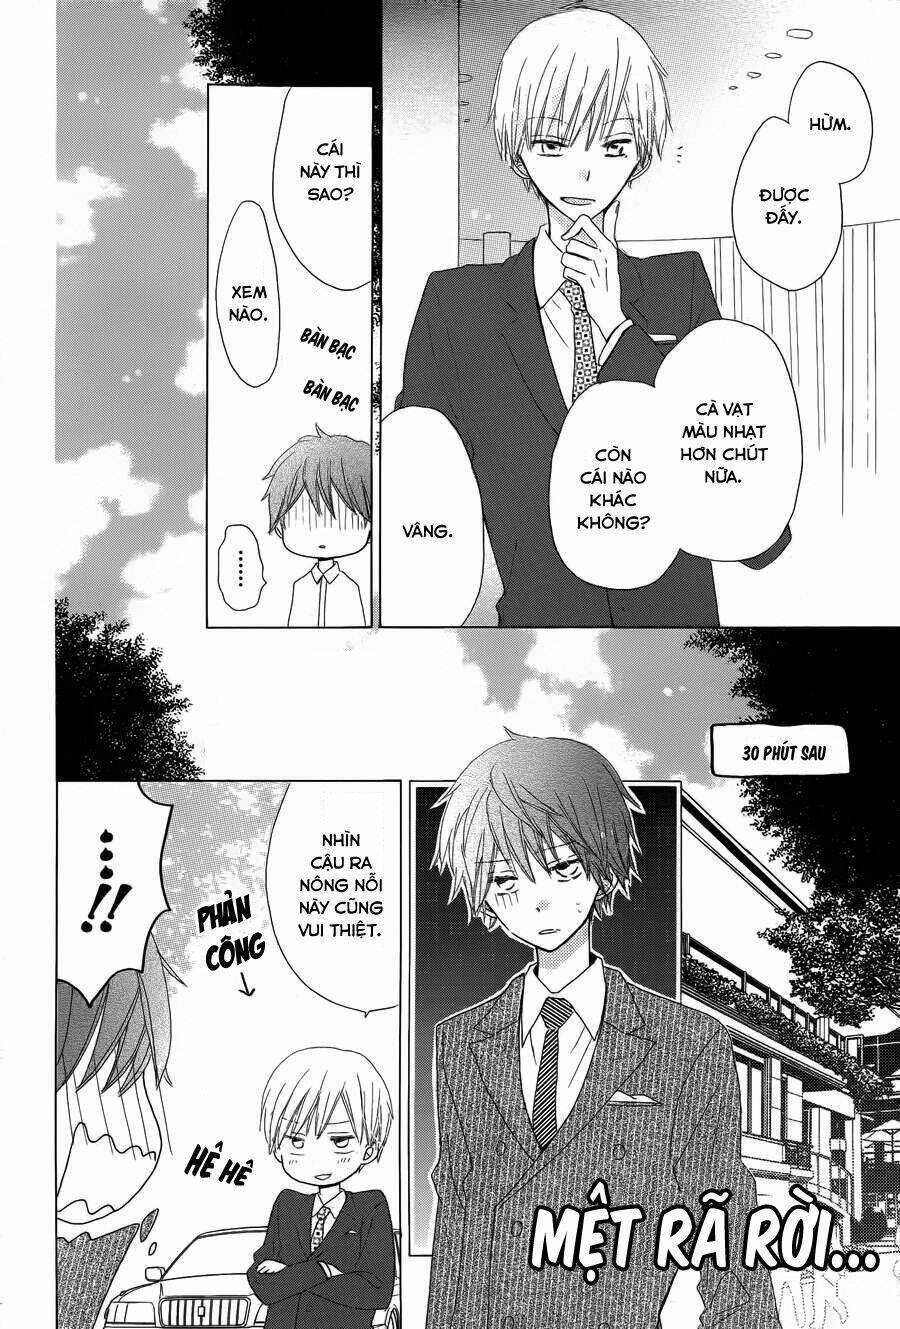 HỪM.
ĐƯỢC
ĐẤY.
CÀ VẠT
MÀU NHẠT
HƠN CHÚT
NỮA.
CÒN
CÁI NÀO
KHÁC
KHÔNG?
VÂNG.
CÁI
NÀY THÌ
SAO?
XEM
NÀO.
BÀN BẠC
BÀN BẠC
......
30 PHÚT SAU
MỆT RÃ RỜI...
NHÌN
CẬU RA
NÔNG NỖI
NÀY CŨNG
VUI THIỆT.
PHẢN
CÔNG
HÊ HÊ
...!!